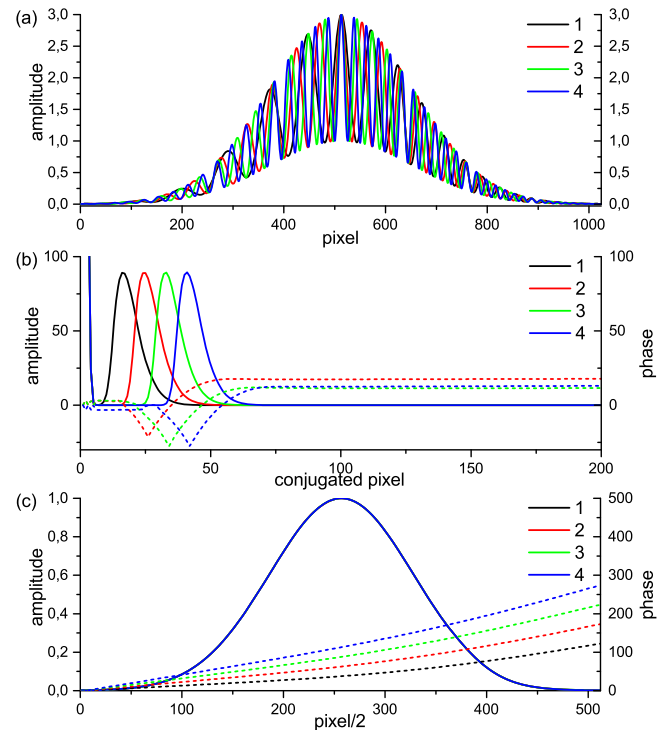 (a)
3,0 2,5 2,0 1,5 1,0 0,5 0,0
amplitude
1
2
3
4
3,0 2,5 2,0 1,5 1,0 0,5 0,0
0 200 400 600 800 1000
pixel
(b)
100 50 0
amplitude
1
2
3
4
100 50 0
phase
0 50 100 150 200
conjugated pixel
(c)
1,0 0,8 0,6 0,4 0,2 0,0
amplitude
1
2
3
4
500 400 300 200 100 0
phase
0 100 200 300 400 500
pixel/2